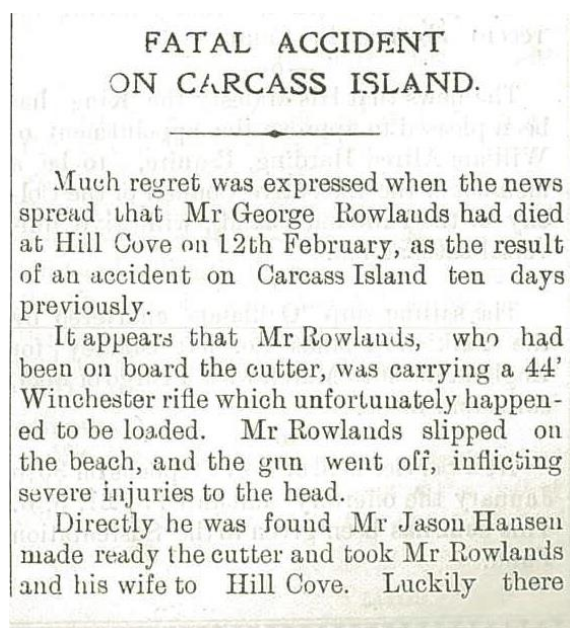 FATAL ACCIDENT
ON CARCASS ISLAND.
Much regret was expressed when the news
spread that Mr George Rowlands had died
at Hill Cove on 12th February, as the result
of an accident on Carcass Island ten days
previously.
It appears that Mr Rowlands, who had
been on board the cutter, was carrying a 44'
Winchester rifle which unfortunately happen-
ed to be loaded. Mr Rowlands slipped on
the beach, and the gun went off, inflicting
severe injuries to the head.
Directly he was found Mr Jason Hansen
made ready the cutter and took Mr Rowlands
and his wife to Hill Cove. Luckily there